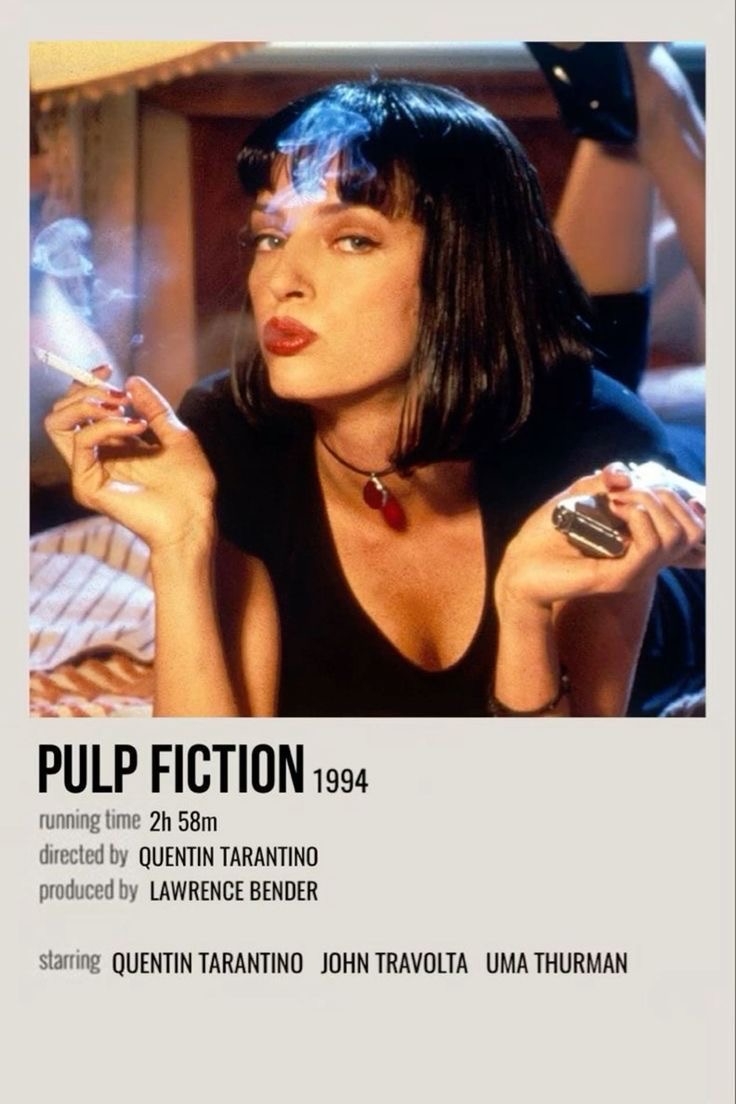 PULP FICTION 1994
running time 2h 58m
directed by QUENTIN TARANTINO
produced by LAWRENCE BENDER
starring QUENTIN TARANTINO JOHN TRAVOLTA UMA THURMAN